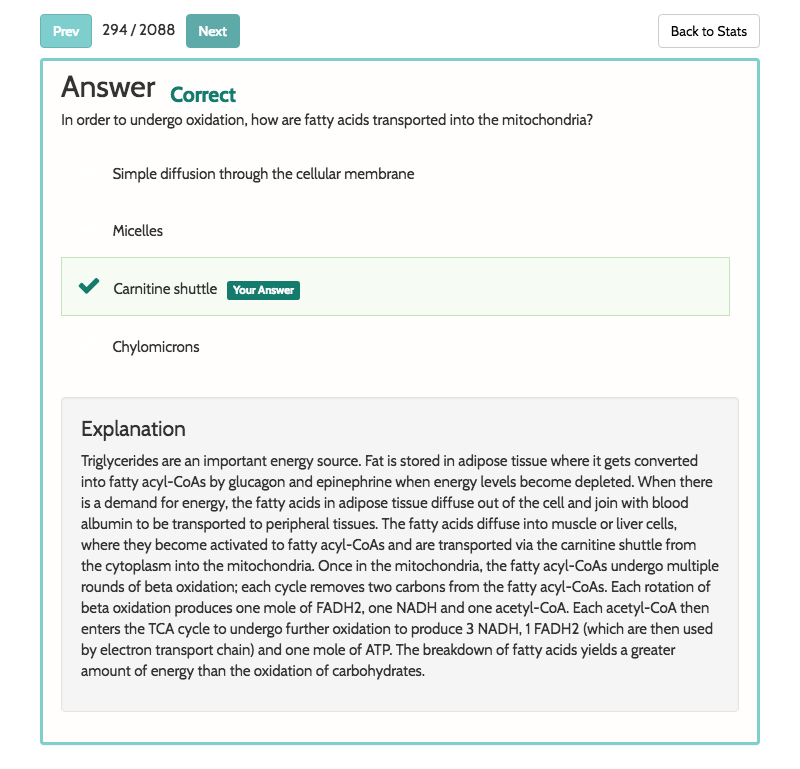 Prev 294 / 2088 Next Back to Stats
Answer Correct
In order to undergo oxidation, how are fatty acids transported into the mitochondria?
Simple diffusion through the cellular membrane
Micelles
Carnitine shuttle Your Answer
Chylomicrons
Explanation
Triglycerides are an important energy source. Fat is stored in adipose tissue where it gets converted
into fatty acyl-CoAs by glucagon and epinephrine when energy levels become depleted. When there
is a demand for energy, the fatty acids in adipose tissue diffuse out of the cell and join with blood
albumin to be transported to peripheral tissues. The fatty acids diffuse into muscle or liver cells,
where they become activated to fatty acyl-CoAs and are transported via the carnitine shuttle from
the cytoplasm into the mitochondria. Once in the mitochondria, the fatty acyl-CoAs undergo multiple
rounds of beta oxidation; each cycle removes two carbons from the fatty acyl-CoAs. Each rotation of
beta oxidation produces one mole of FADH2, one NADH and one acetyl-CoA. Each acetyl-CoA then
enters the TCA cycle to undergo further oxidation to produce 3 NADH, 1 FADH2 (which are then used
by electron transport chain) and one mole of ATP. The breakdown of fatty acids yields a greater
amount of energy than the oxidation of carbohydrates.